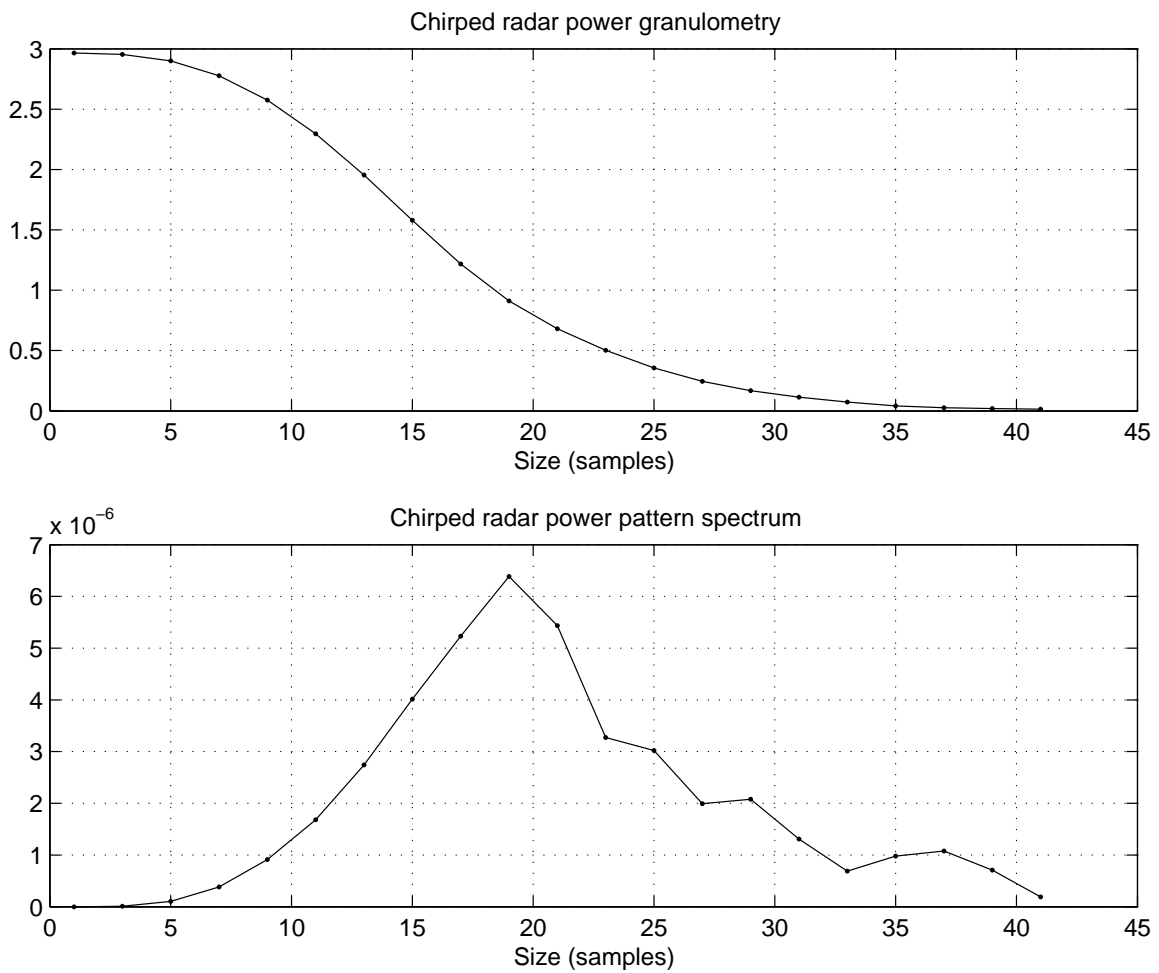 Chirped radar power granulometry
3
2.5
2
1.5
1
0.5
0
0 5 10 15 20 25 30 35 40 45
Size (samples)
x 10⁻⁶
Chirped radar power pattern spectrum
7
6
5
4
3
2
1
0
0 5 10 15 20 25 30 35 40 45
Size (samples)